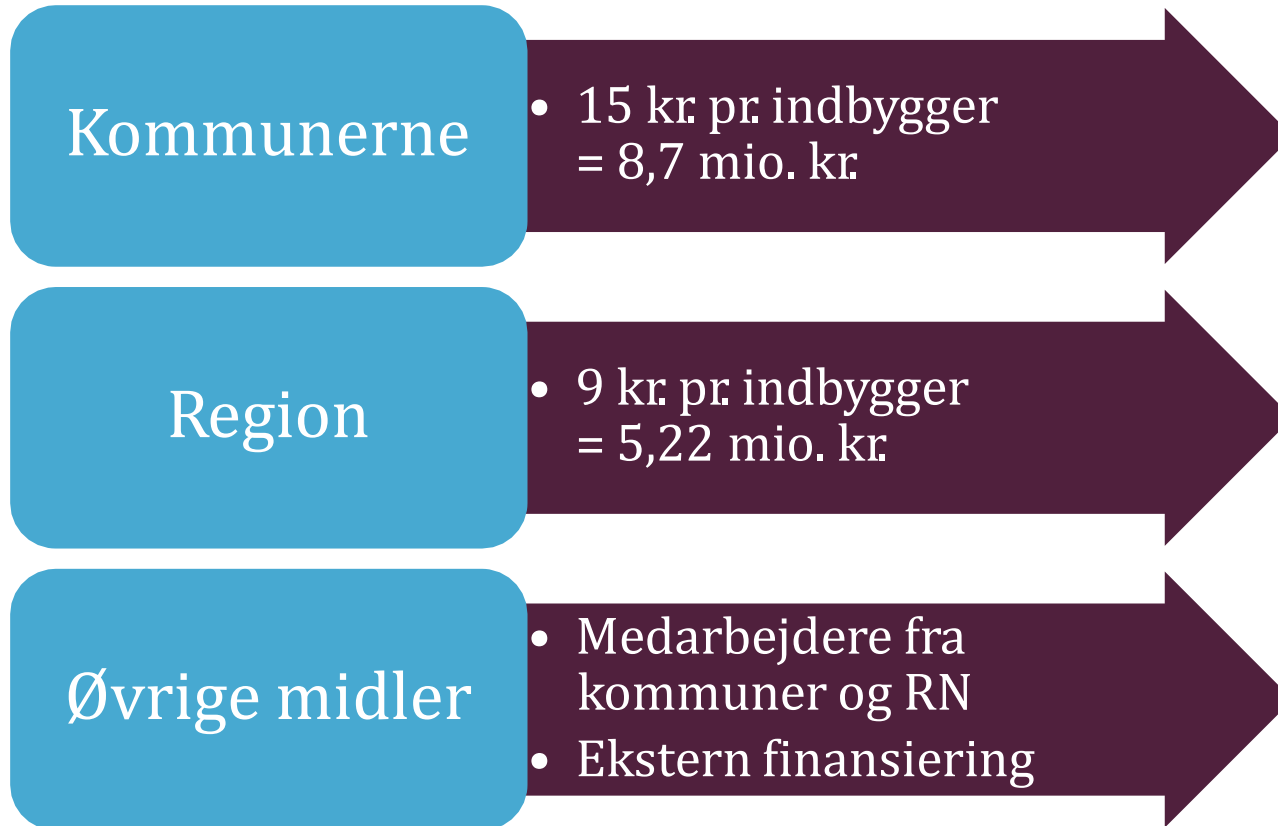 Kommunerne
• 15 kr. pr. indbygger
= 8,7 mio. kr.
Region
• 9 kr. pr. indbygger
= 5,22 mio. kr.
Øvrige midler
• Medarbejdere fra
kommuner og RN
• Ekstern finansiering